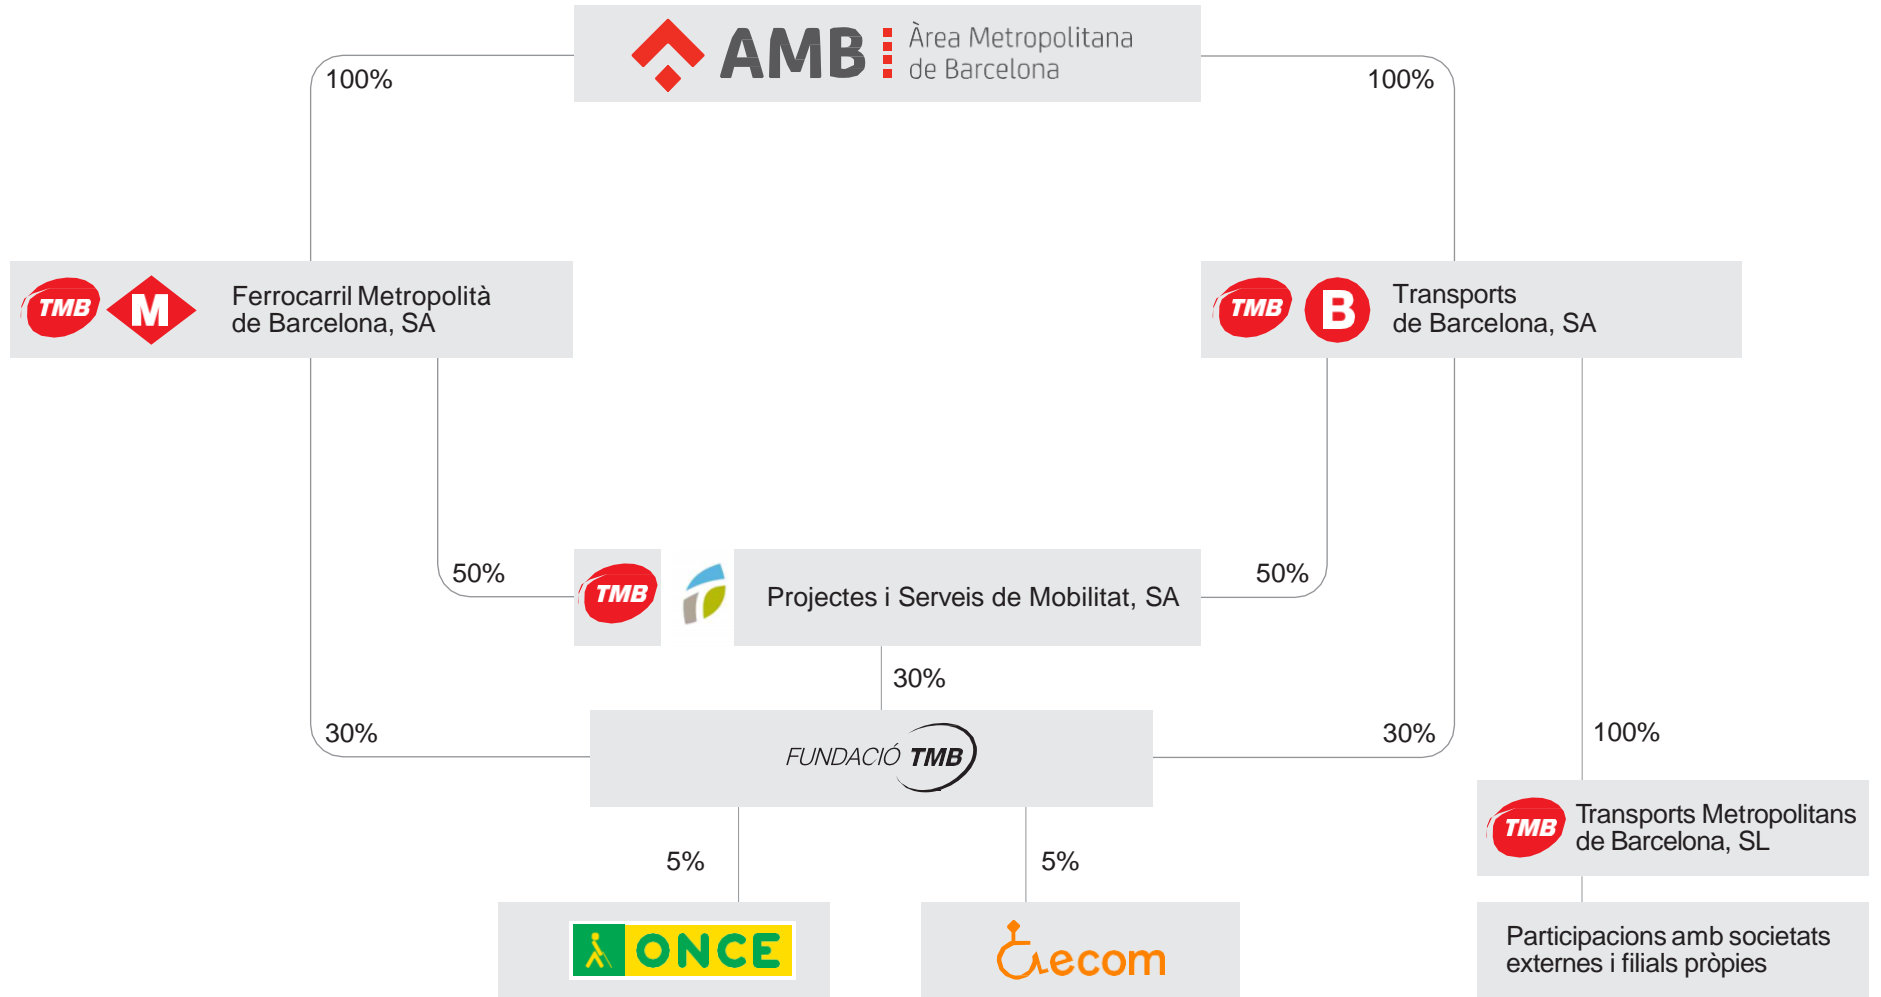 AMB Àrea Metropolitana
de Barcelona
100%
100%
TMB M Ferrocarril Metropolità
de Barcelona, SA
TMB B Transports
de Barcelona, SA
50%
TMB Projectes i Serveis de Mobilitat, SA
50%
30%
30%
FUNDACIÓ TMB
30%
100%
TMB Transports Metropolitans
de Barcelona, SL
5%
5%
ONCE
ecom
Participacions amb societats
externes i filials pròpies